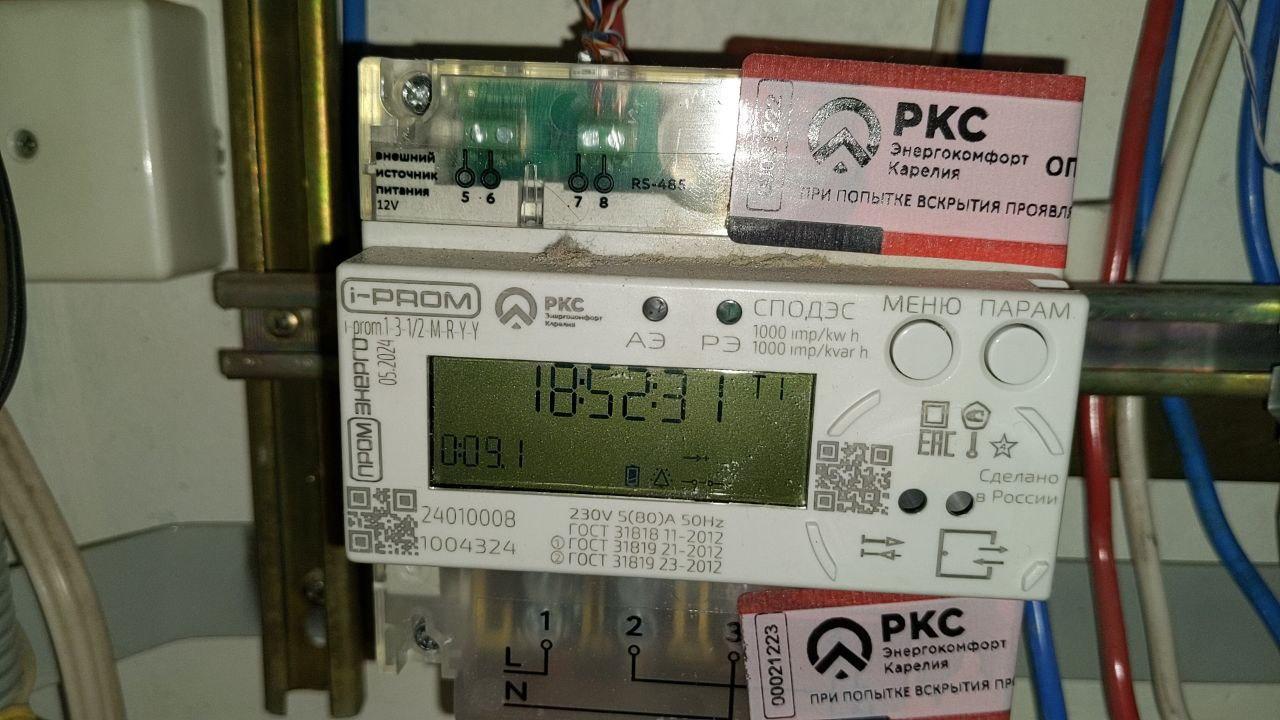 РКС
Энергокомфорт
Карелия
ОП
ПРИ ПОПЫТКЕ ВСКРЫТИЯ ПРОЯВЛ
внешний
источник
питания
12V
5 6
7 8
RS-485
i-PROM
i-prom.1-3-1/2-M-R-Y-Y
РКС
Энергокомфорт
Карелия
АЭ
РЭ
СПОДЭС
1000 imp/kw h
1000 imp/kvar h
МЕНЮ
ПАРАМ.
ПРОМЭНЕРГО
05.2024
18:52:31
T1
0:09.1
EAC
Сделано
в России
24010008
1004324
230V 5(80)A 50Hz
ГОСТ 31818 11-2012
① ГОСТ 31819 21-2012
② ГОСТ 31819 23-2012
1
2
3
L
N
00021223
РКС
Энергокомфорт
Карелия
ПРИ ПОПЫТКЕ ВСКРЫТИЯ ПР